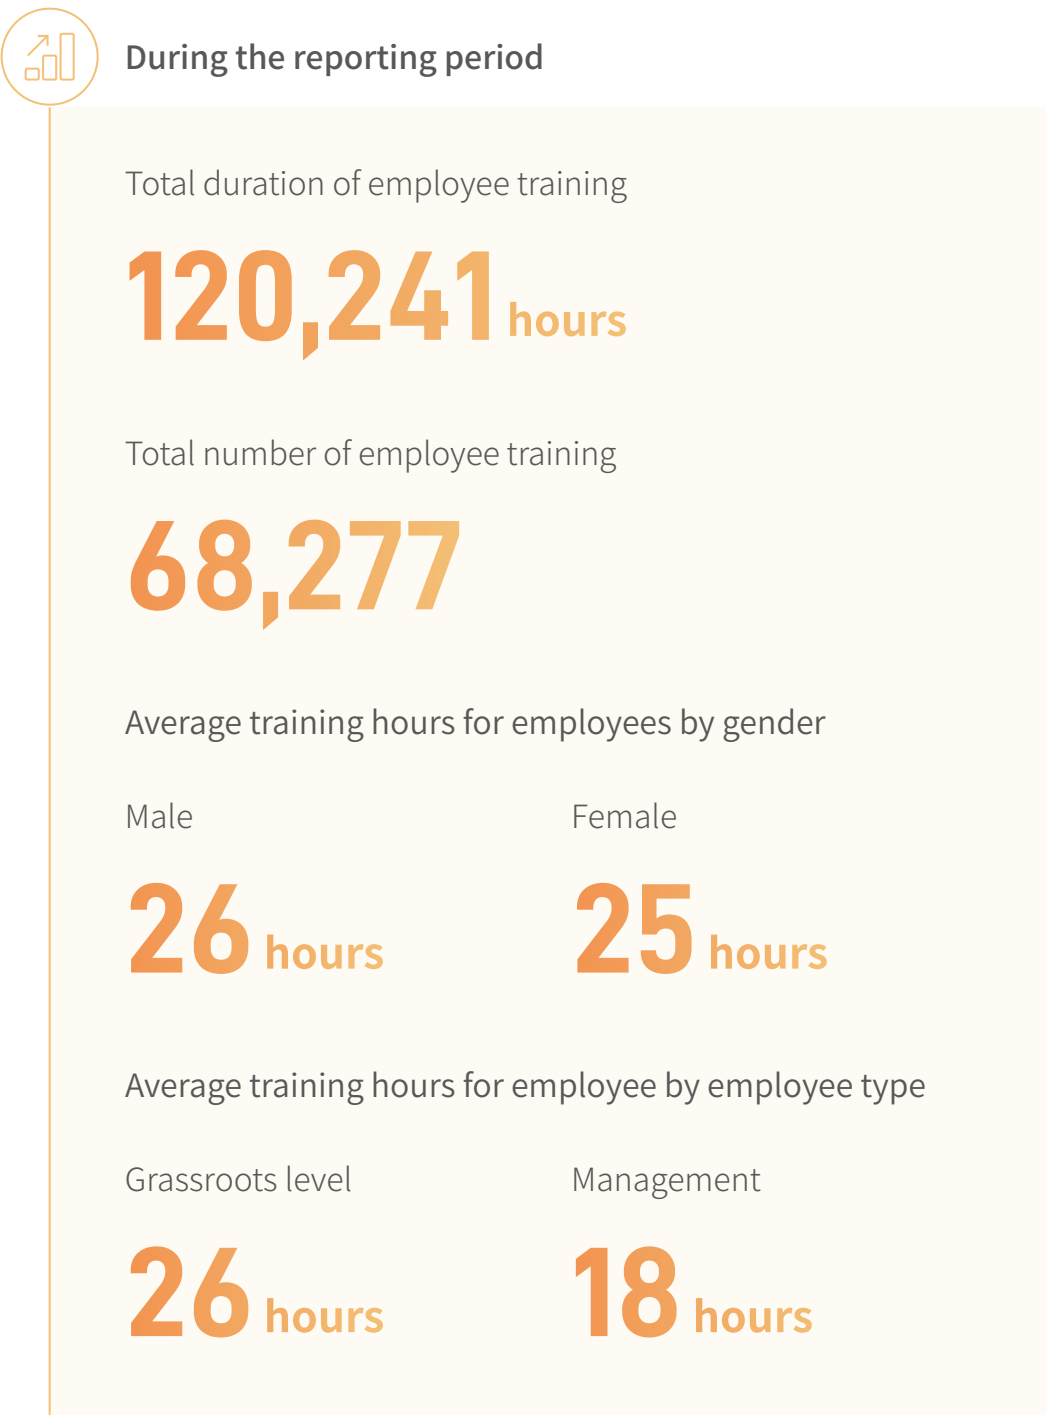 During the reporting period
Total duration of employee training
120,241 hours
Total number of employee training
68,277
Average training hours for employees by gender
Male Female
26 hours 25 hours
Average training hours for employee by employee type
Grassroots level Management
26 hours 18 hours